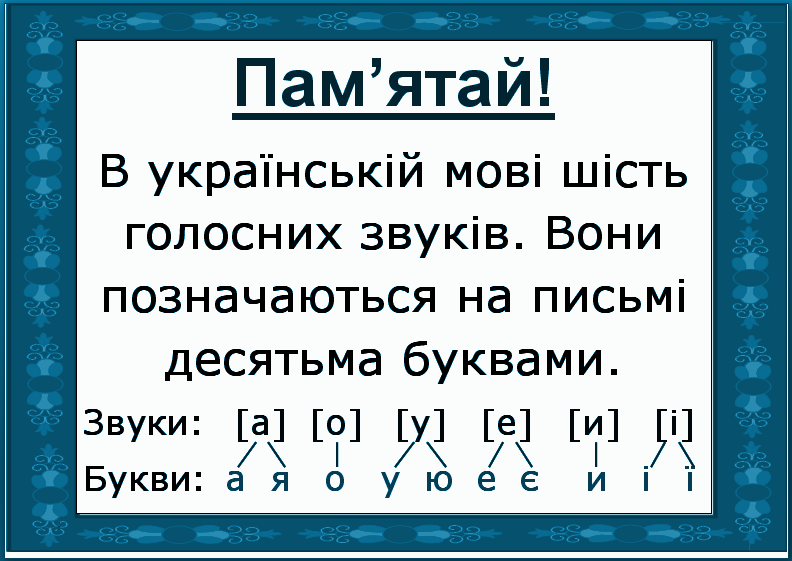 Пам’ятай!
В українській мові шість
голосних звуків. Вони
позначаються на письмі
десятьма буквами.
Звуки: [а] [о] [у] [е] [и] [і]
Букви: а я о у ю е є и і ї